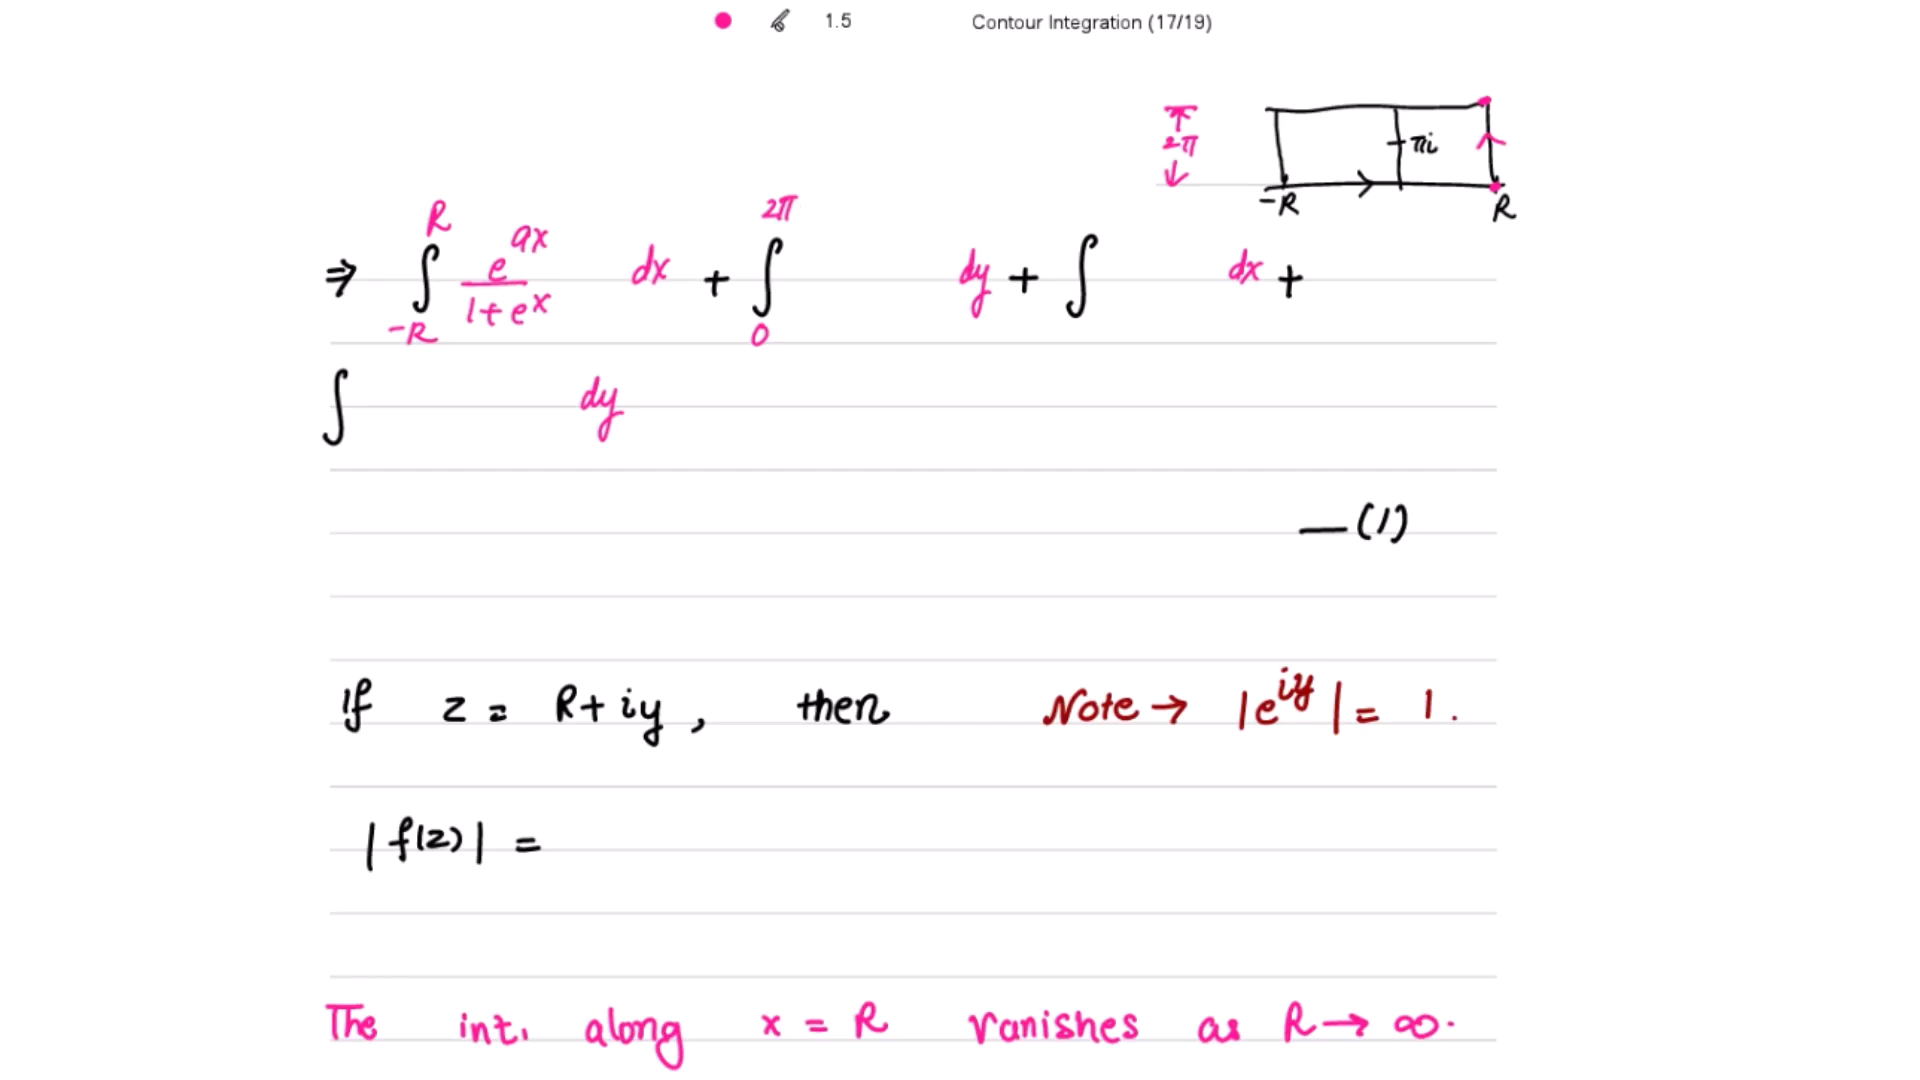 1.5 Contour Integration (17/19)
2π πi
-R R
⇒ ∫_{-R}^{R} e^{ax}/(1+e^x) dx + ∫_0^{2π} dy + ∫ dx +
∫ dy
—(1)
If z = R+iy, then Note → |e^{iy}| = 1.
|f(z)| =
The int. along x = R vanishes as R → ∞.